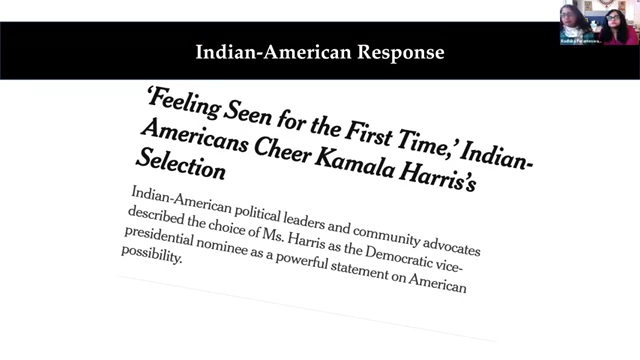 Indian-American Response
‘Feeling Seen for the First Time,’ Indian-
Americans Cheer Kamala Harris’s
Selection
Indian-American political leaders and community advocates
described the choice of Ms. Harris as the Democratic vice-
presidential nominee as a powerful statement on American
possibility.